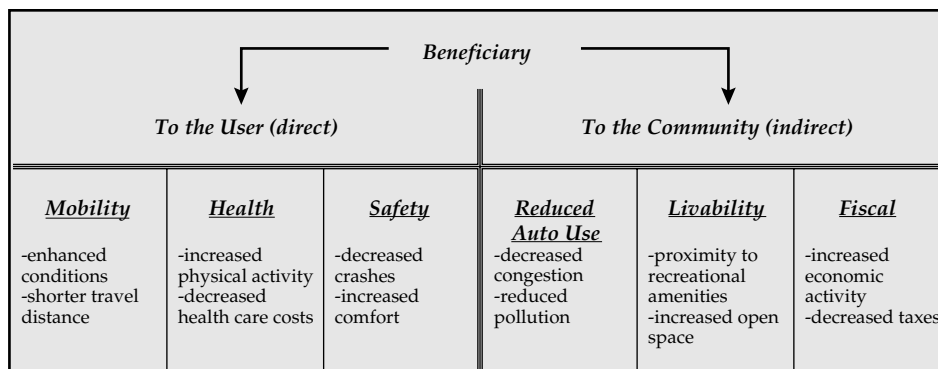 Beneficiary
To the User (direct)
To the Community (indirect)
Mobility
-enhanced
conditions
-shorter travel
distance
Health
-increased
physical activity
-decreased
health care costs
Safety
-decreased
crashes
-increased
comfort
Reduced
Auto Use
-decreased
congestion
-reduced
pollution
Livability
-proximity to
recreational
amenities
-increased open
space
Fiscal
-increased
economic
activity
-decreased taxes